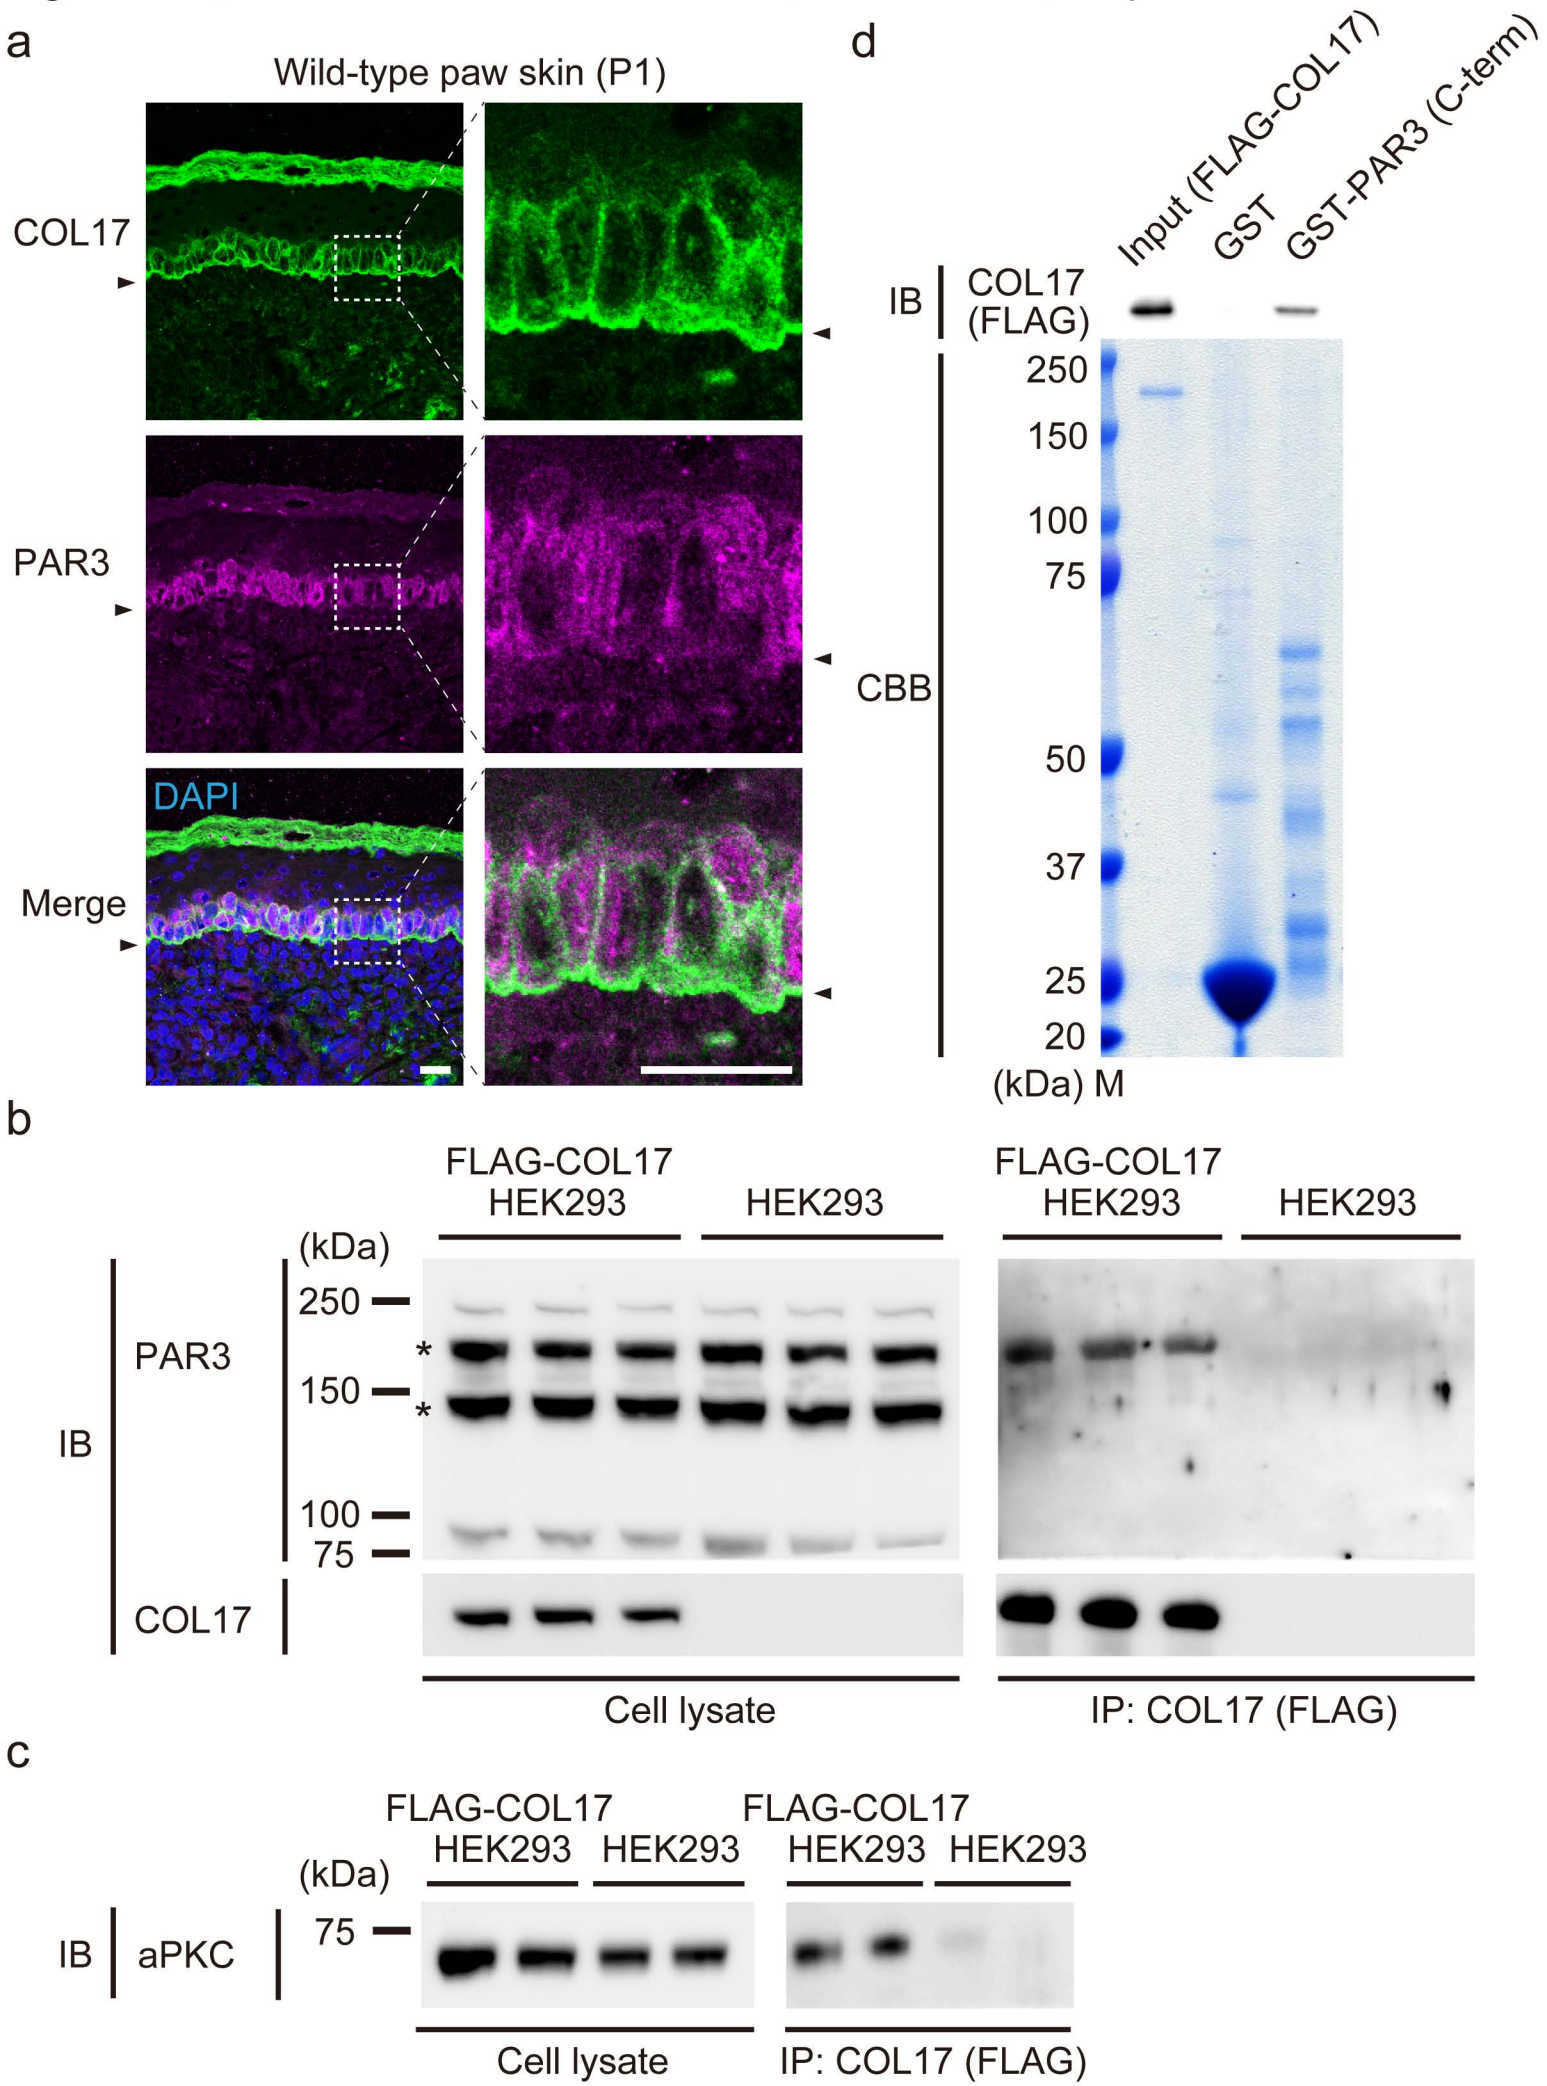 a
Wild-type paw skin (P1)
COL17
PAR3
DAPI
Merge
d
Input (FLAG-COL17)
GST
GST-PAR3 (C-term)
IB
COL17
(FLAG)
CBB
250
150
100
75
50
37
25
20
(kDa) M
b
FLAG-COL17
HEK293
HEK293
FLAG-COL17
HEK293
HEK293
(kDa)
250
*
150
*
100
75
IB
PAR3
COL17
Cell lysate
IP: COL17 (FLAG)
c
FLAG-COL17
HEK293
HEK293
FLAG-COL17
HEK293
HEK293
(kDa)
75
IB
aPKC
Cell lysate
IP: COL17 (FLAG)